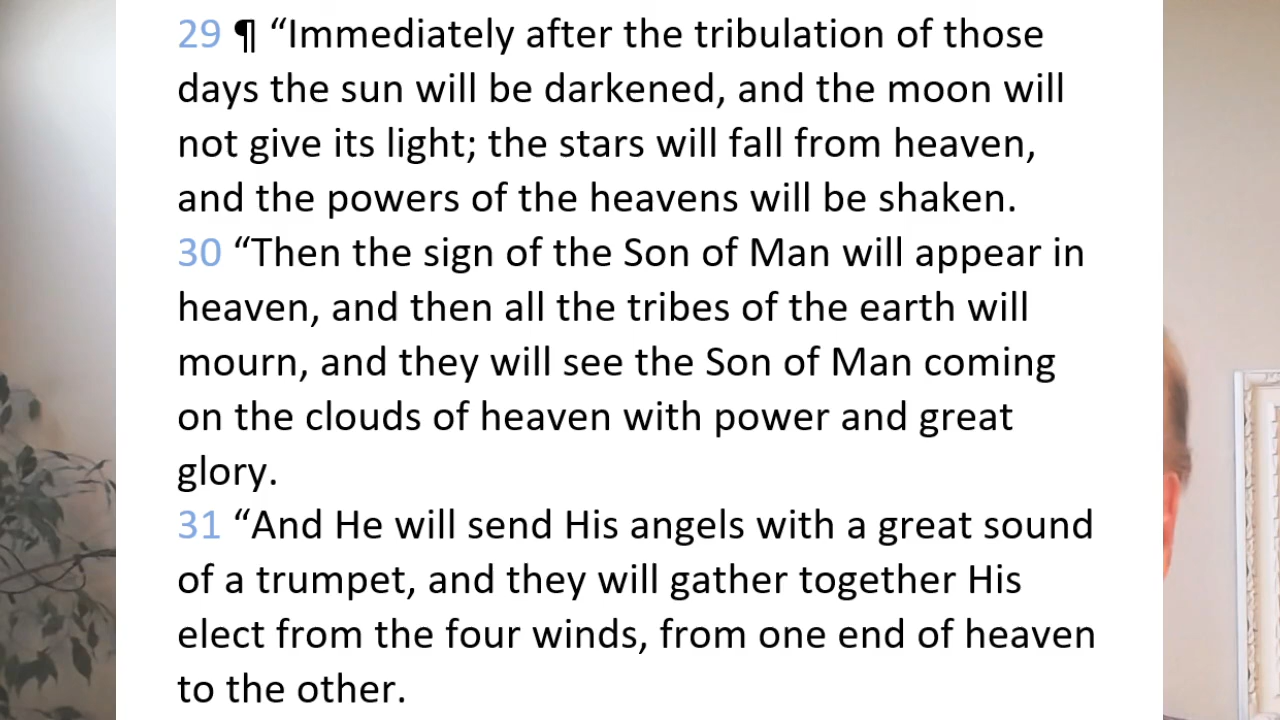 29 ¶ “Immediately after the tribulation of those
days the sun will be darkened, and the moon will
not give its light; the stars will fall from heaven,
and the powers of the heavens will be shaken.
30 “Then the sign of the Son of Man will appear in
heaven, and then all the tribes of the earth will
mourn, and they will see the Son of Man coming
on the clouds of heaven with power and great
glory.
31 “And He will send His angels with a great sound
of a trumpet, and they will gather together His
elect from the four winds, from one end of heaven
to the other.